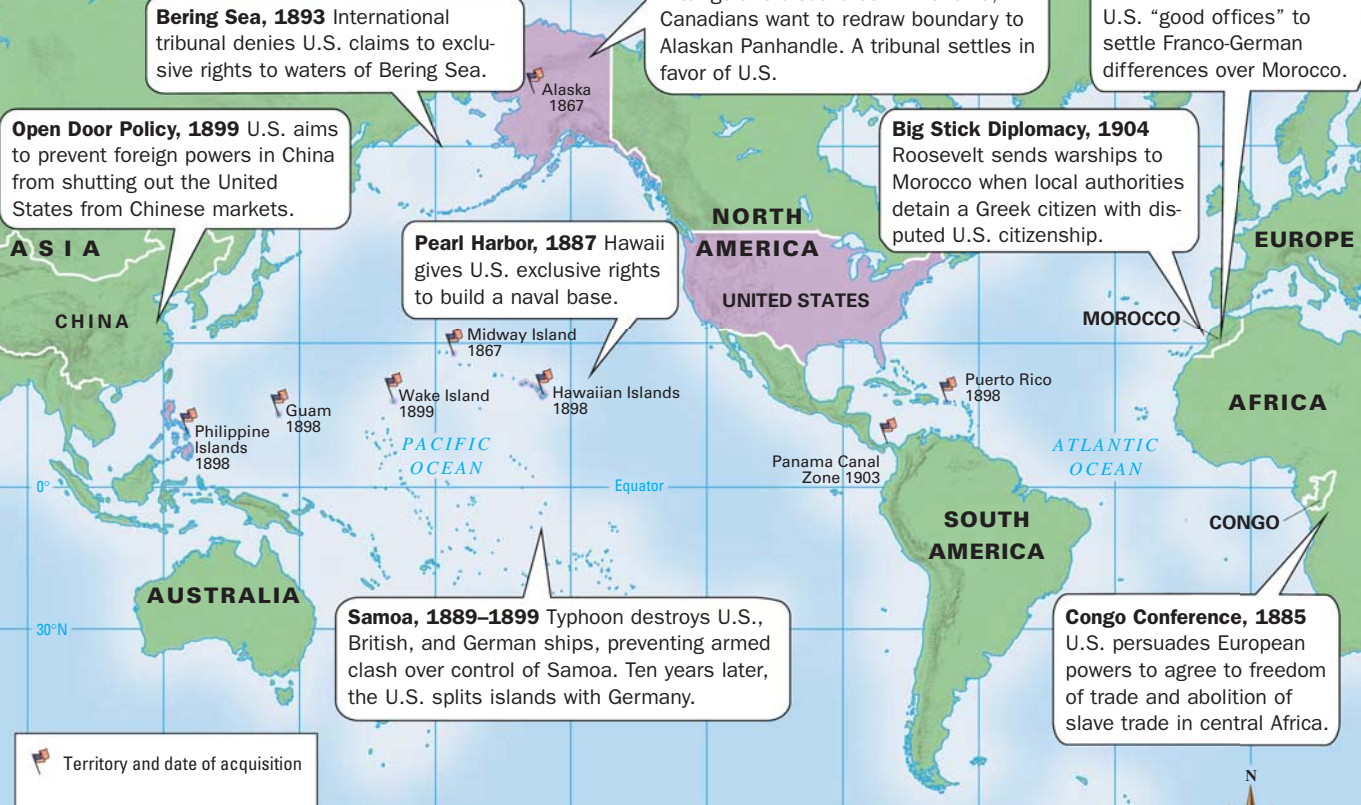 Bering Sea, 1893 International
tribunal denies U.S. claims to exclu-
sive rights to waters of Bering Sea.
Canadians want to redraw boundary to
Alaskan Panhandle. A tribunal settles in
favor of U.S.
U.S. “good offices” to
settle Franco-German
differences over Morocco.
Alaska
1867
Open Door Policy, 1899 U.S. aims
to prevent foreign powers in China
from shutting out the United
States from Chinese markets.
Big Stick Diplomacy, 1904
Roosevelt sends warships to
Morocco when local authorities
detain a Greek citizen with dis-
puted U.S. citizenship.
ASIA
CHINA
Pearl Harbor, 1887 Hawaii
gives U.S. exclusive rights
to build a naval base.
NORTH
AMERICA
UNITED STATES
EUROPE
MOROCCO
Midway Island
1867
Wake Island
1899
Hawaiian Islands
1898
Guam
1898
Philippine
Islands
1898
PACIFIC
OCEAN
Puerto Rico
1898
AFRICA
ATLANTIC
OCEAN
Panama Canal
Zone 1903
0°
Equator
SOUTH
AMERICA
CONGO
AUSTRALIA
30°N
Samoa, 1889–1899 Typhoon destroys U.S.,
British, and German ships, preventing armed
clash over control of Samoa. Ten years later,
the U.S. splits islands with Germany.
Congo Conference, 1885
U.S. persuades European
powers to agree to freedom
of trade and abolition of
slave trade in central Africa.
Territory and date of acquisition
N